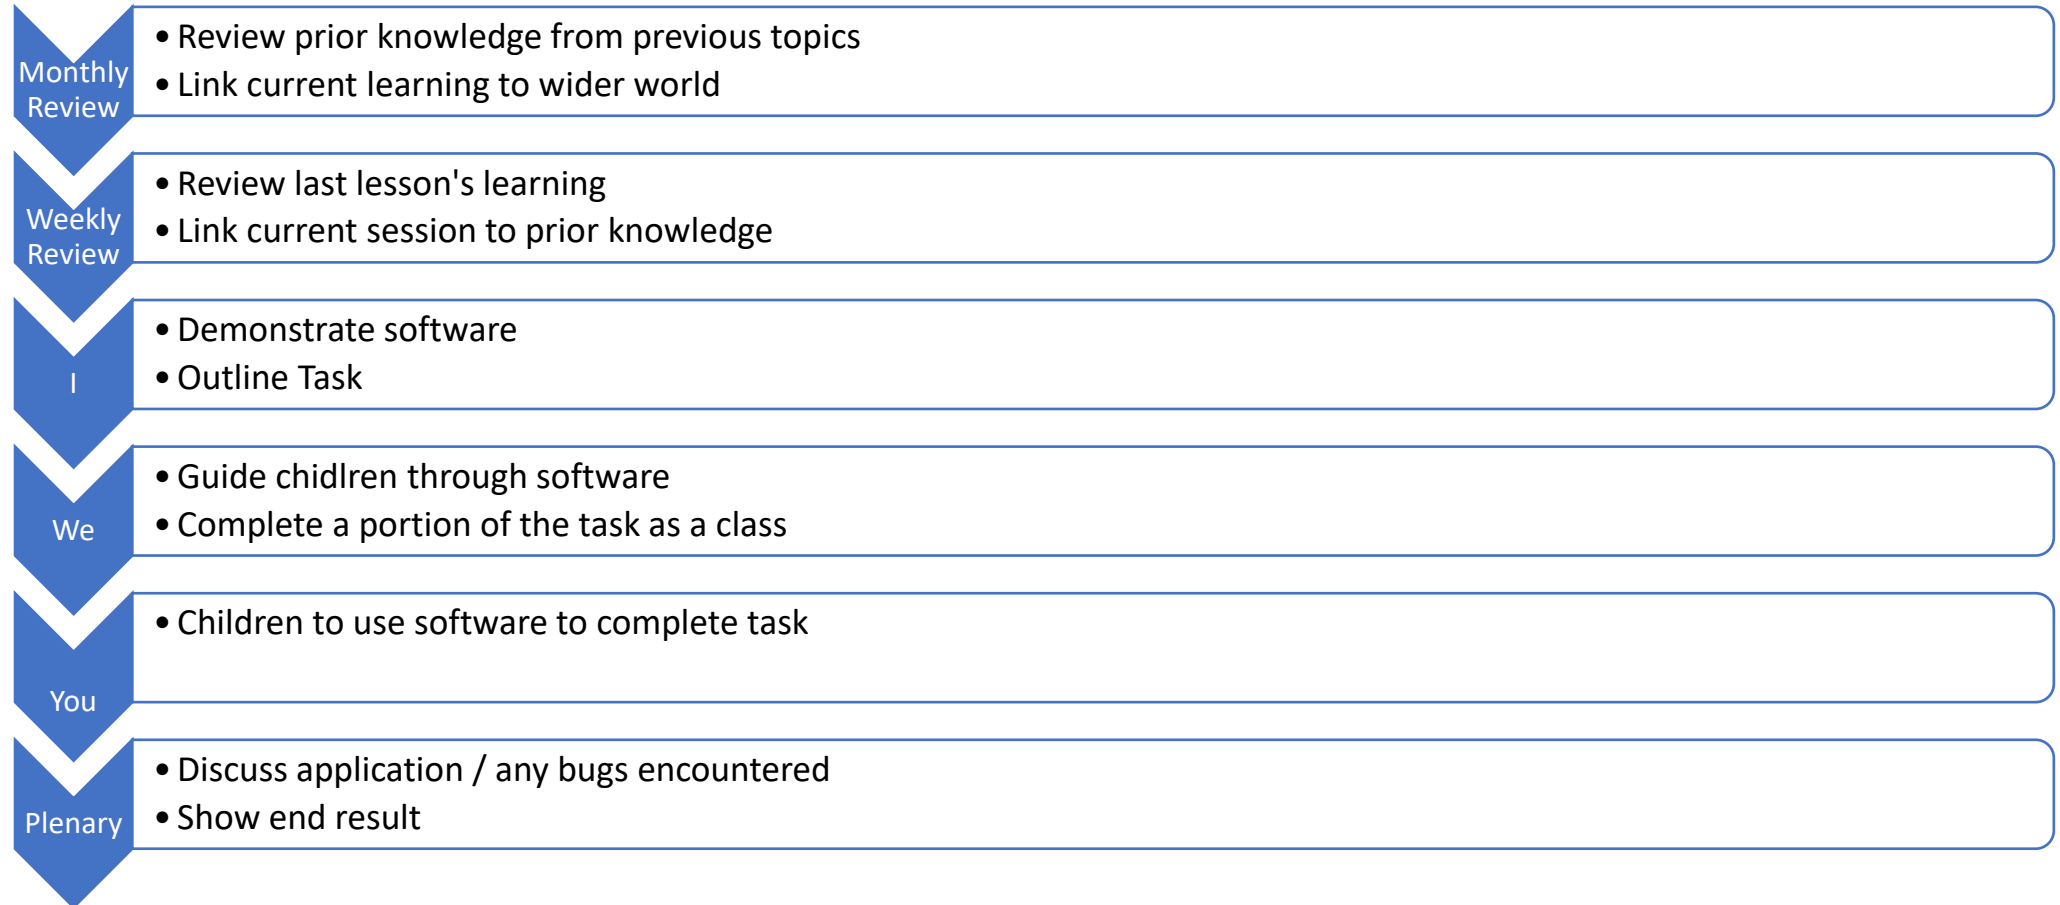 Monthly
Review
• Review prior knowledge from previous topics
• Link current learning to wider world
Weekly
Review
• Review last lesson's learning
• Link current session to prior knowledge
I
• Demonstrate software
• Outline Task
We
• Guide chidlren through software
• Complete a portion of the task as a class
You
• Children to use software to complete task
Plenary
• Discuss application / any bugs encountered
• Show end result